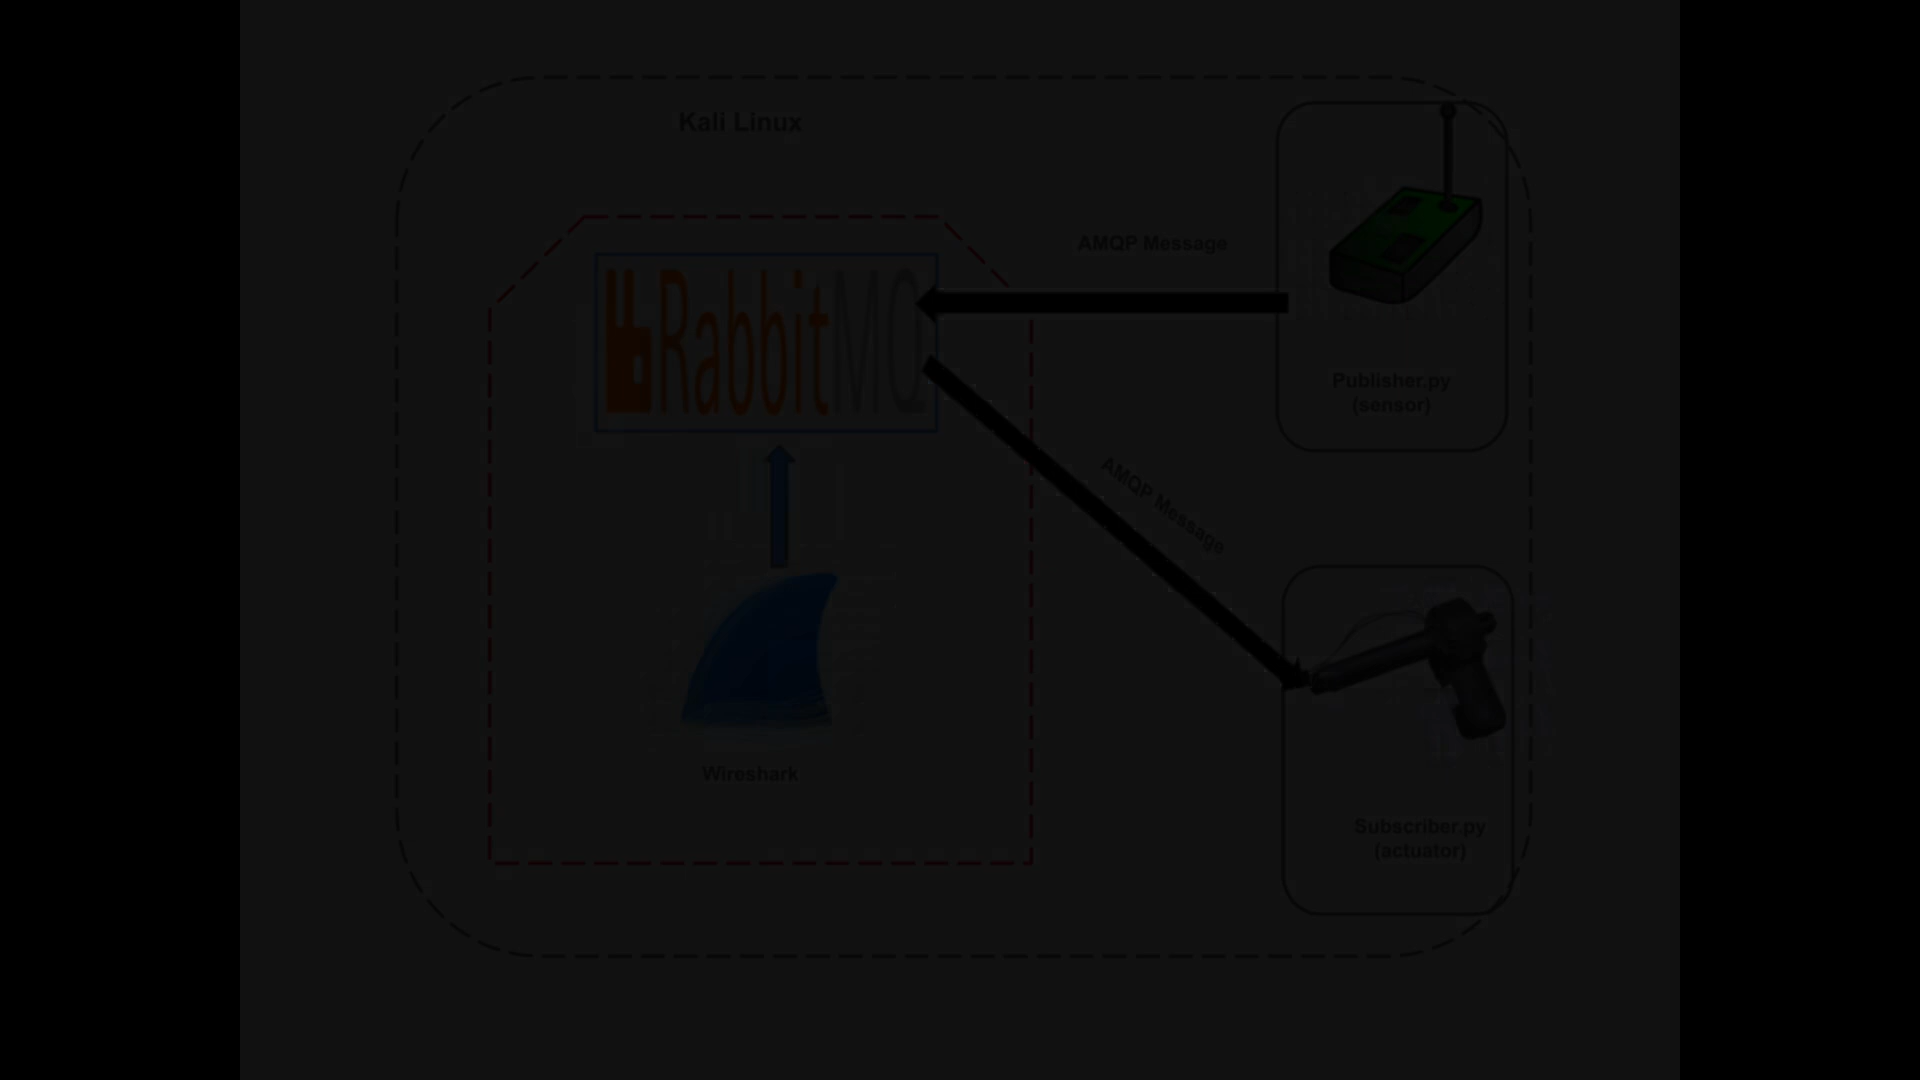 Kali Linux
AMQP Message
RabbitMQ
Publisher.py
(sensor)
AMQP Message
Wireshark
Subscriber.py
(actuator)